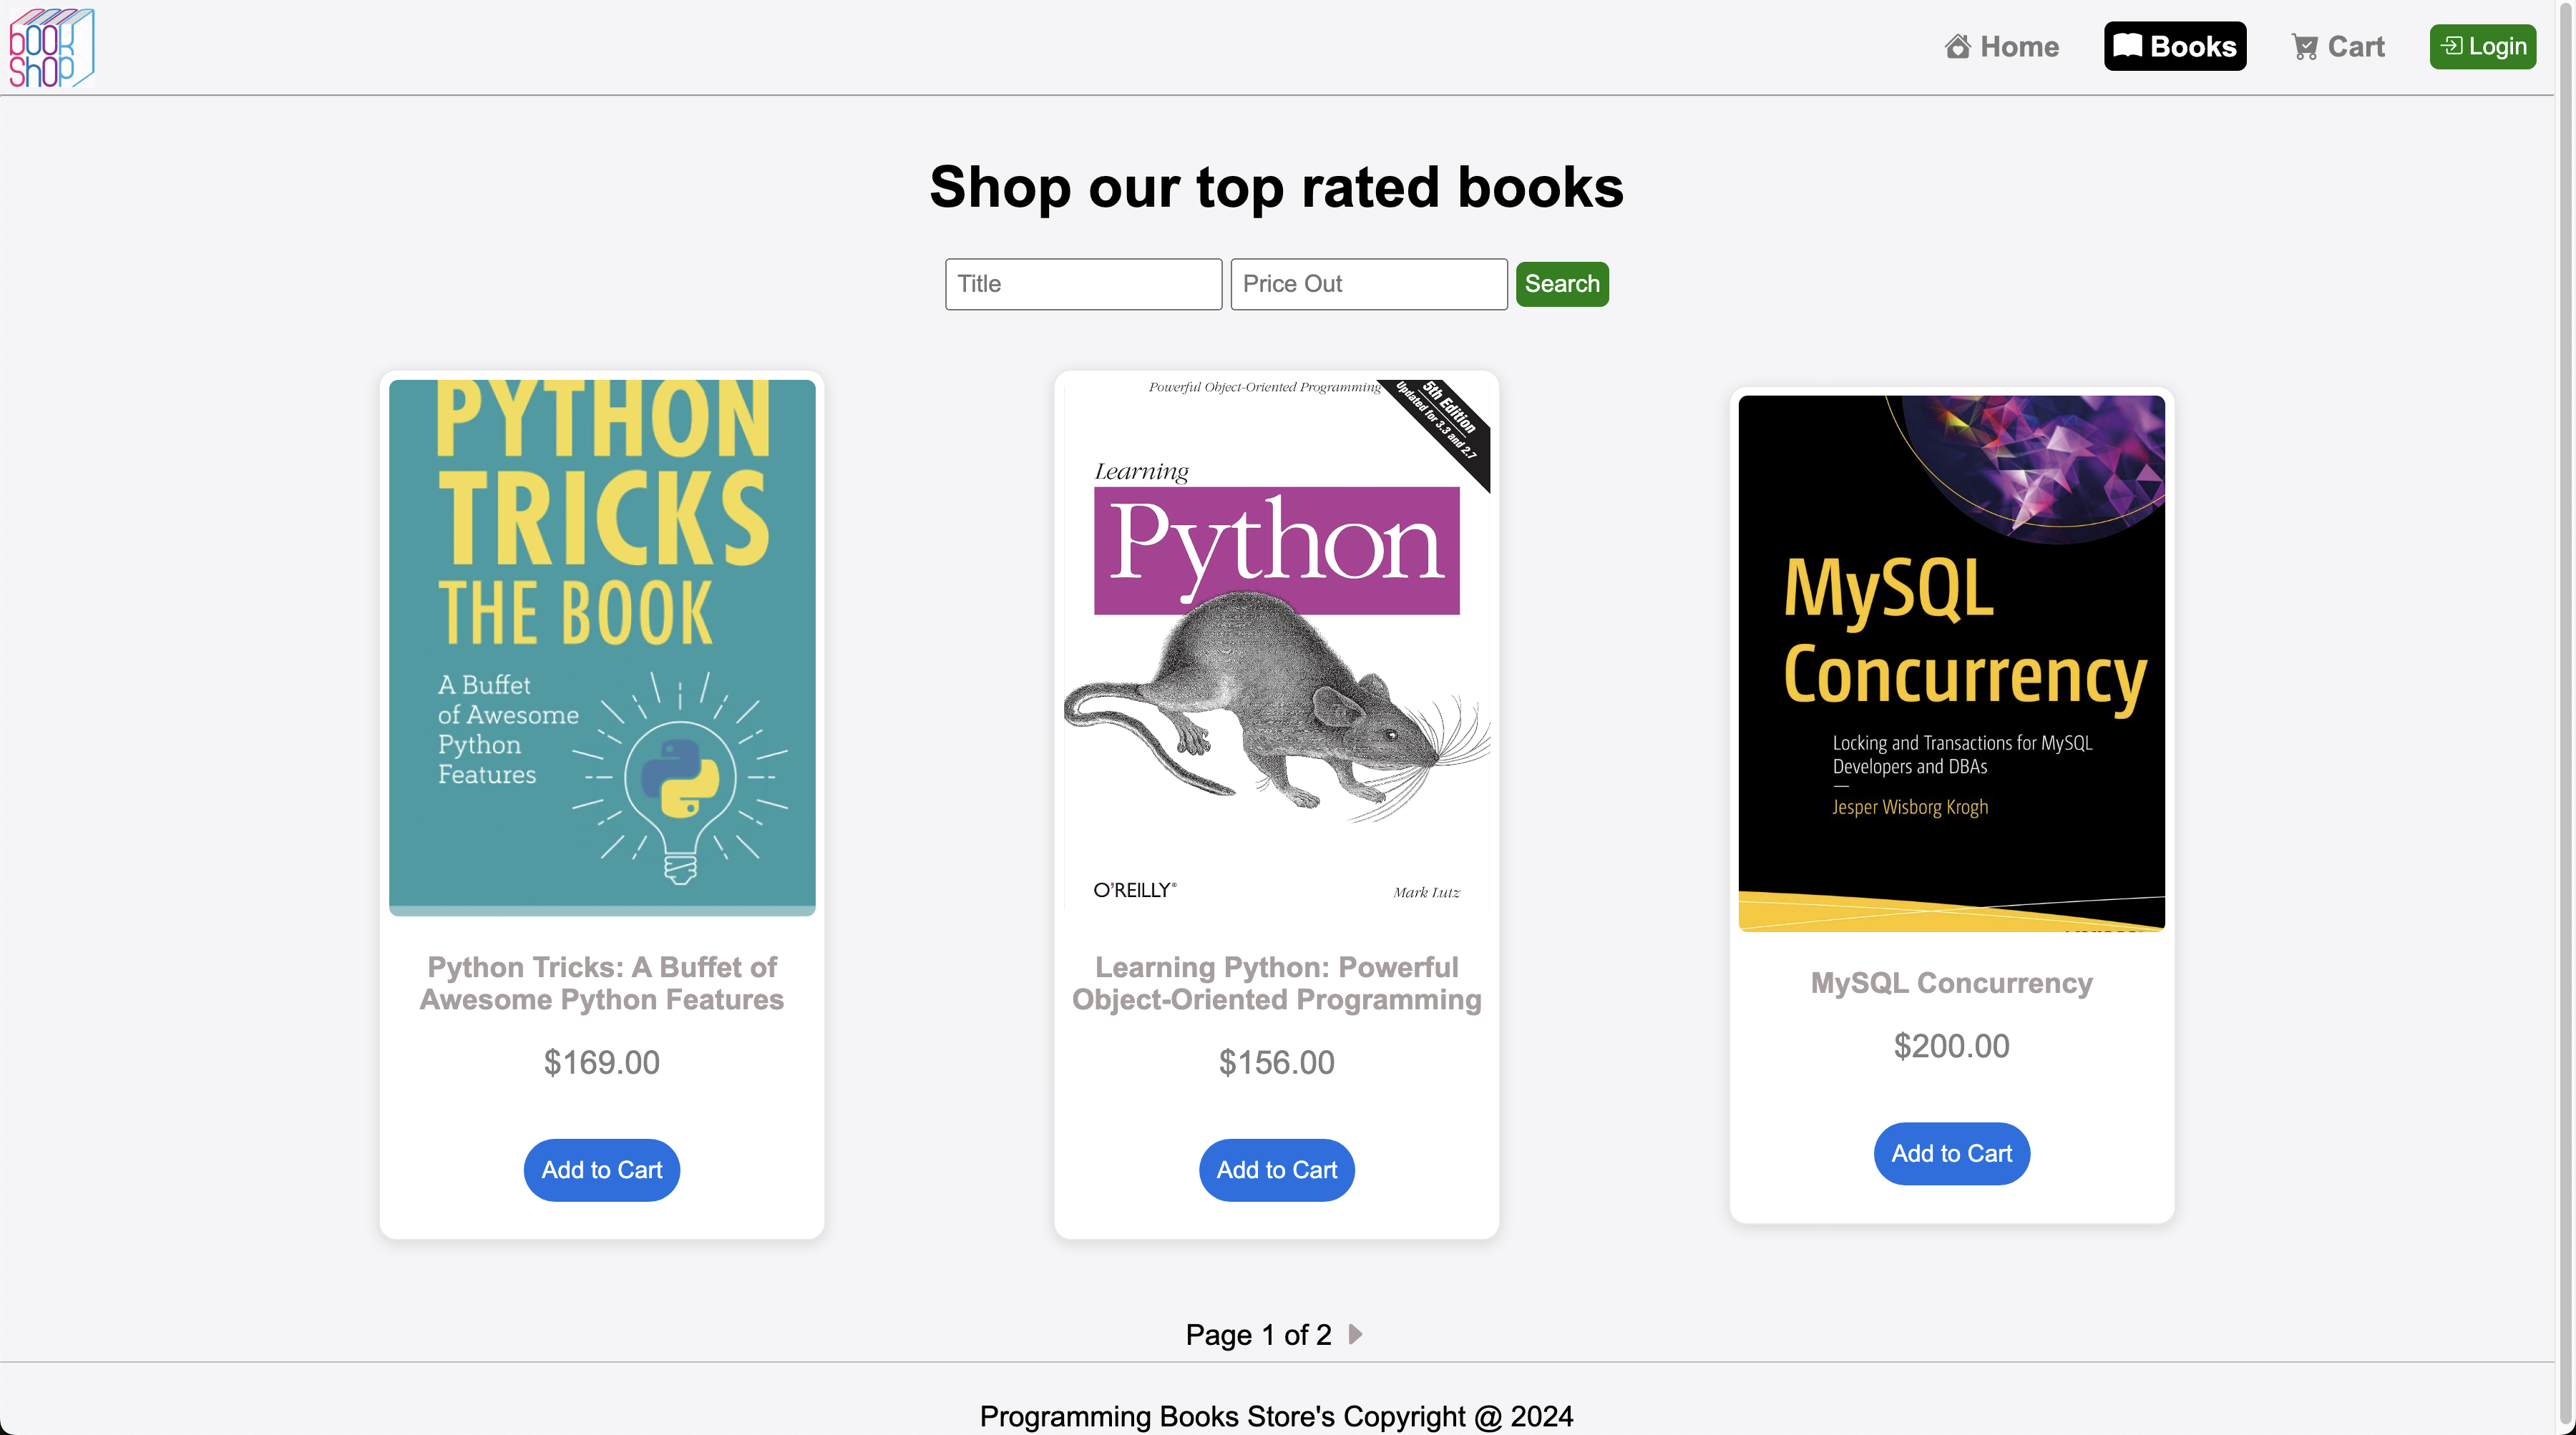 book
shop
Home
Books
Cart
Login
Shop our top rated books
Title
Price Out
Search
PYTHON
TRICKS
THE BOOK
A Buffet
of Awesome
Python
Features
Python Tricks: A Buffet of
Awesome Python Features
$169.00
Add to Cart
Powerful Object-Oriented Programming
5th Edition
Updated for 3.3 and 2.7
Learning
Python
O'REILLY®
Mark Lutz
Learning Python: Powerful
Object-Oriented Programming
$156.00
Add to Cart
MySQL
Concurrency
Locking and Transactions for MySQL
Developers and DBAs
Jesper Wisborg Krogh
MySQL Concurrency
$200.00
Add to Cart
Page 1 of 2
Programming Books Store's Copyright @ 2024